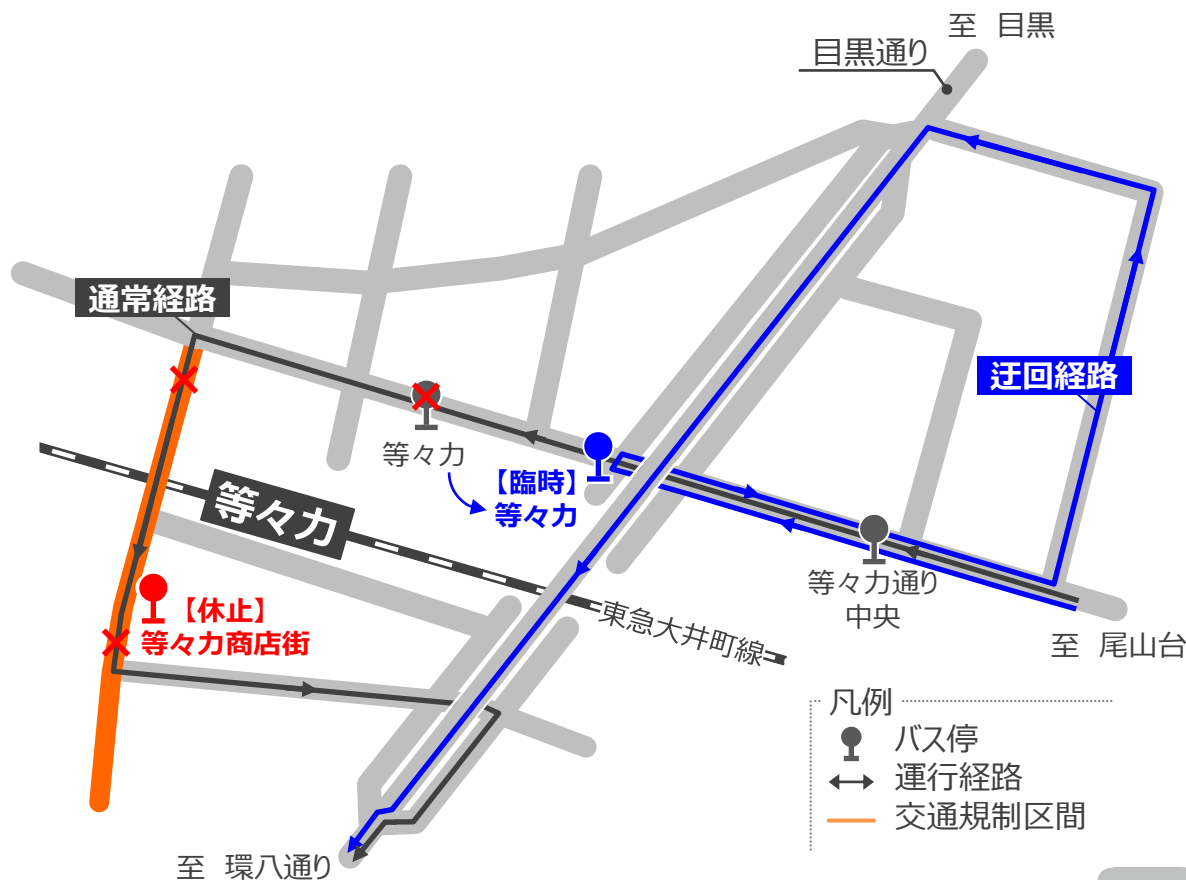 至 目黒
目黒通り
通常経路
迂回経路
等々力
【臨時】
等々力
等々力
等々力通り
中央
【休止】
等々力商店街
東急大井町線
至 尾山台
凡例
バス停
運行経路
交通規制区間
至 環八通り